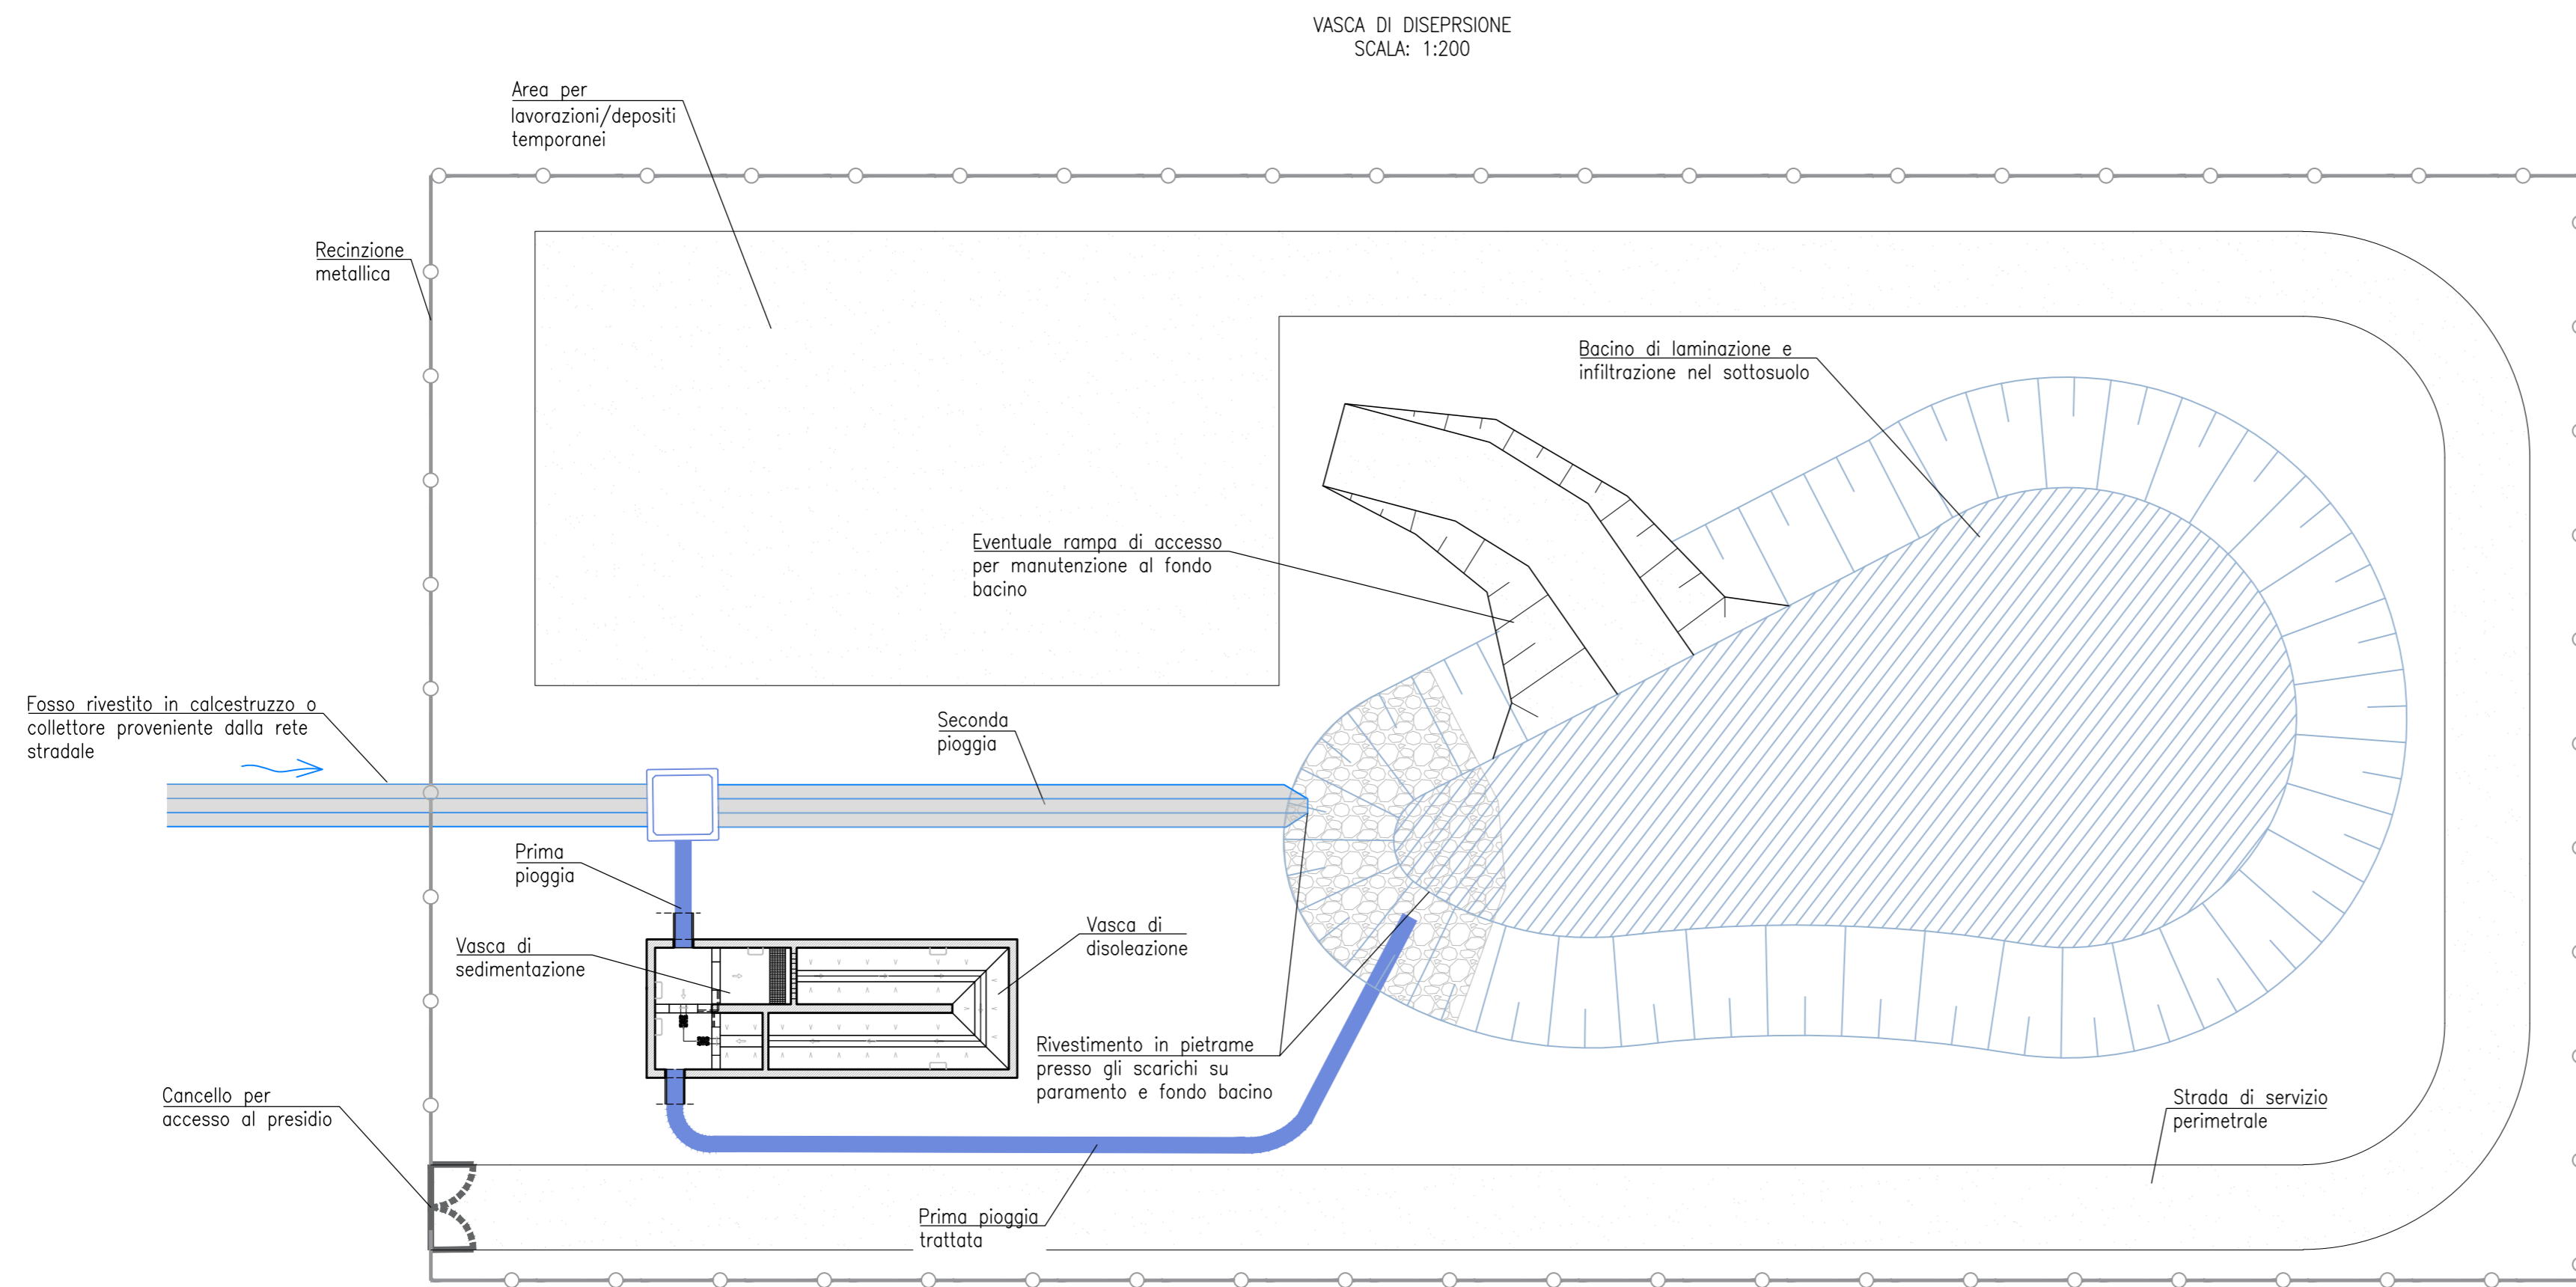 VASCA DI DISEPRSIONE
SCALA: 1:200
Area per
lavorazioni/depositi
temporanei
Recinzione
metallica
Bacino di laminazione e
infiltrazione nel sottosuolo
Eventuale rampa di accesso
per manutenzione al fondo
bacino
Fosso rivestito in calcestruzzo o
collettore proveniente dalla rete
stradale
Seconda
pioggia
Prima
pioggia
Vasca di
sedimentazione
Vasca di
disoleazione
Rivestimento in pietrame
presso gli scarichi su
paramento e fondo bacino
Cancello per
accesso al presidio
Strada di servizio
perimetrale
Prima pioggia
trattata